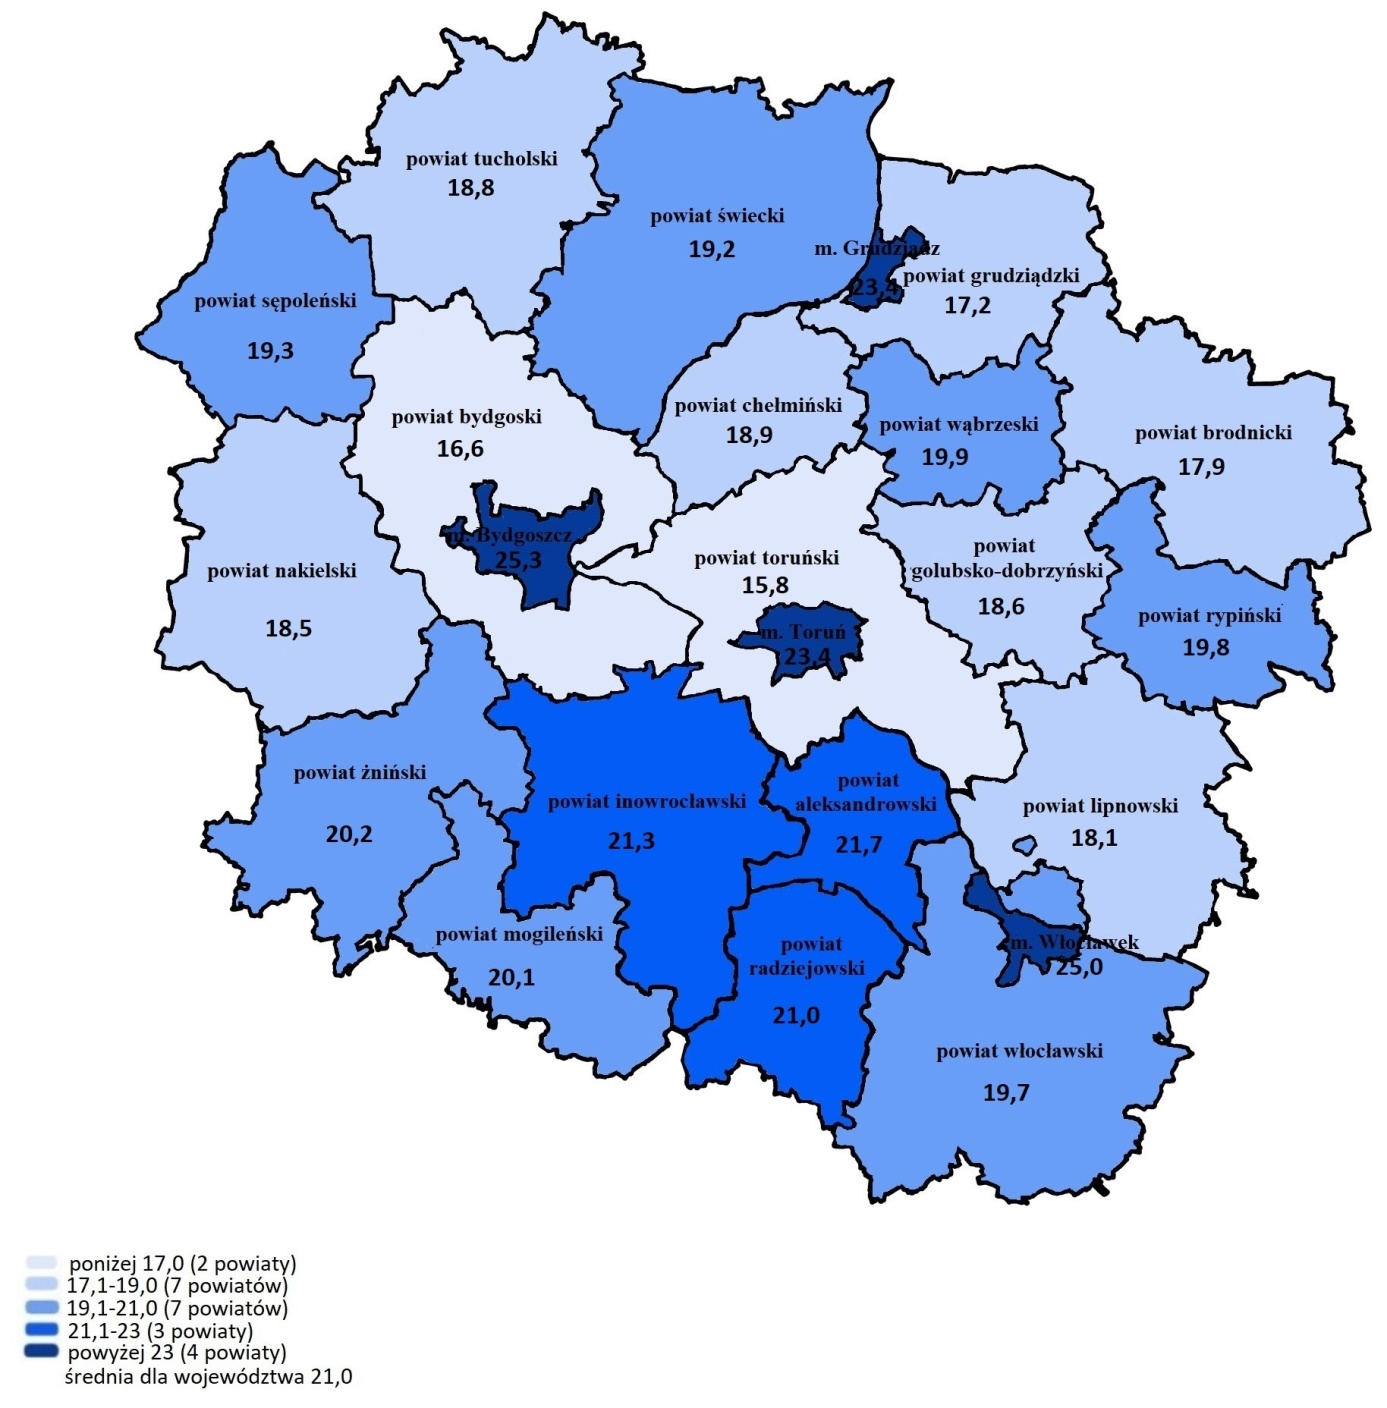 powiat tucholski
18,8
powiat świecki
19,2
m. Grudziądz
23,4
powiat grudziądzki
17,2
powiat sępoleński
19,3
powiat bydgoski
16,6
powiat chełmiński
18,9
powiat wąbrzeski
19,9
powiat brodnicki
17,9
m. Bydgoszcz
25,3
powiat toruński
15,8
powiat
golubsko-dobrzyński
18,6
powiat nakielski
18,5
m. Toruń
23,4
powiat rypiński
19,8
powiat żniński
20,2
powiat inowrocławski
21,3
powiat
aleksandrowski
21,7
powiat lipnowski
18,1
powiat mogileński
20,1
powiat
radziejowski
21,0
m. Włocławek
25,0
powiat włocławski
19,7
poniżej 17,0 (2 powiaty)
17,1-19,0 (7 powiatów)
19,1-21,0 (7 powiatów)
21,1-23 (3 powiaty)
powyżej 23 (4 powiaty)
średnia dla województwa 21,0